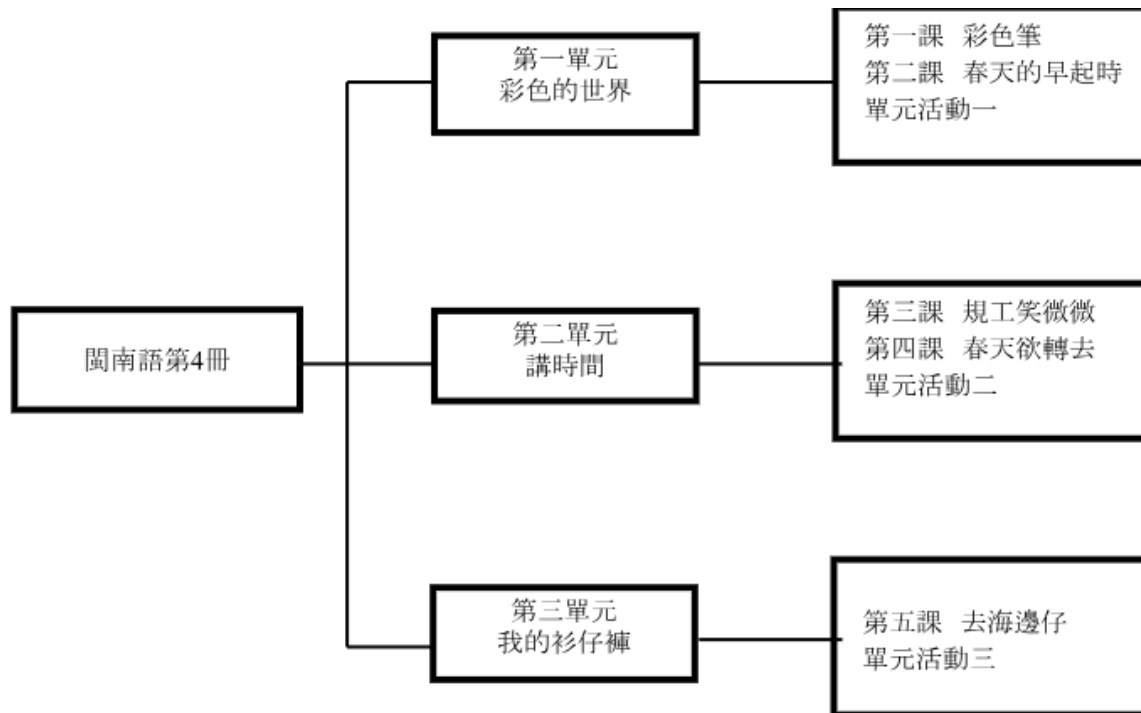 閩南語第4冊
第一單元
彩色的世界
第一課 彩色筆
第二課 春天的早起時
單元活動一
第二單元
講時間
第三課 規工笑微微
第四課 春天欲轉去
單元活動二
第三單元
我的衫仔褲
第五課 去海邊仔
單元活動三